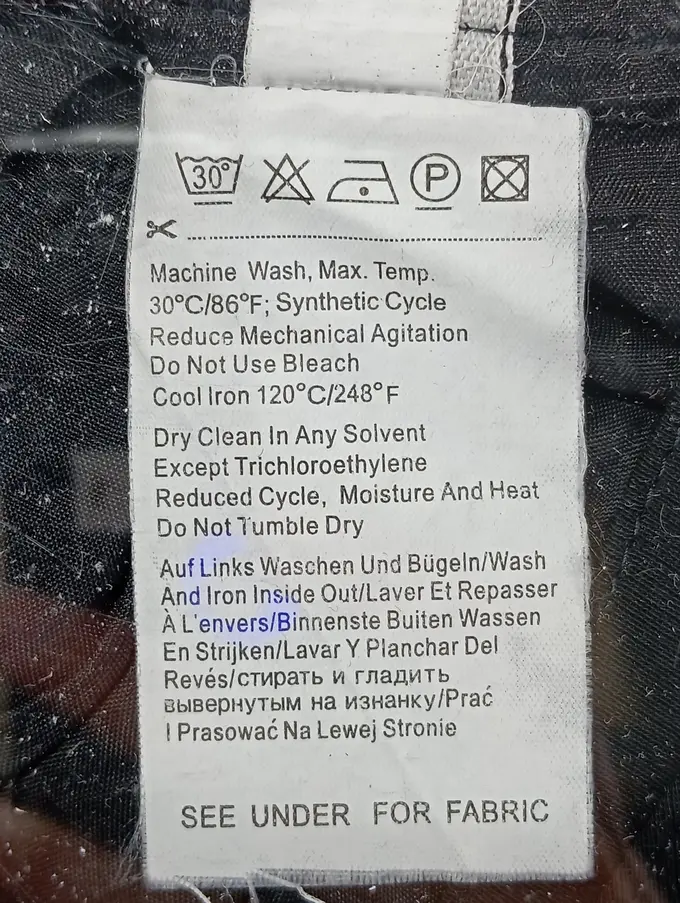 30°
P
Machine Wash, Max. Temp.
30°C/86°F; Synthetic Cycle
Reduce Mechanical Agitation
Do Not Use Bleach
Cool Iron 120°C/248°F
Dry Clean In Any Solvent
Except Trichloroethylene
Reduced Cycle, Moisture And Heat
Do Not Tumble Dry
Auf Links Waschen Und Bügeln/Wash
And Iron Inside Out/Laver Et Repasser
À L'envers/Binnenste Buiten Wassen
En Strijken/Lavar Y Planchar Del
Revés/стирать и гладить
вывернутым на изнанку/Prać
I Prasować Na Lewej Stronie
SEE UNDER FOR FABRIC